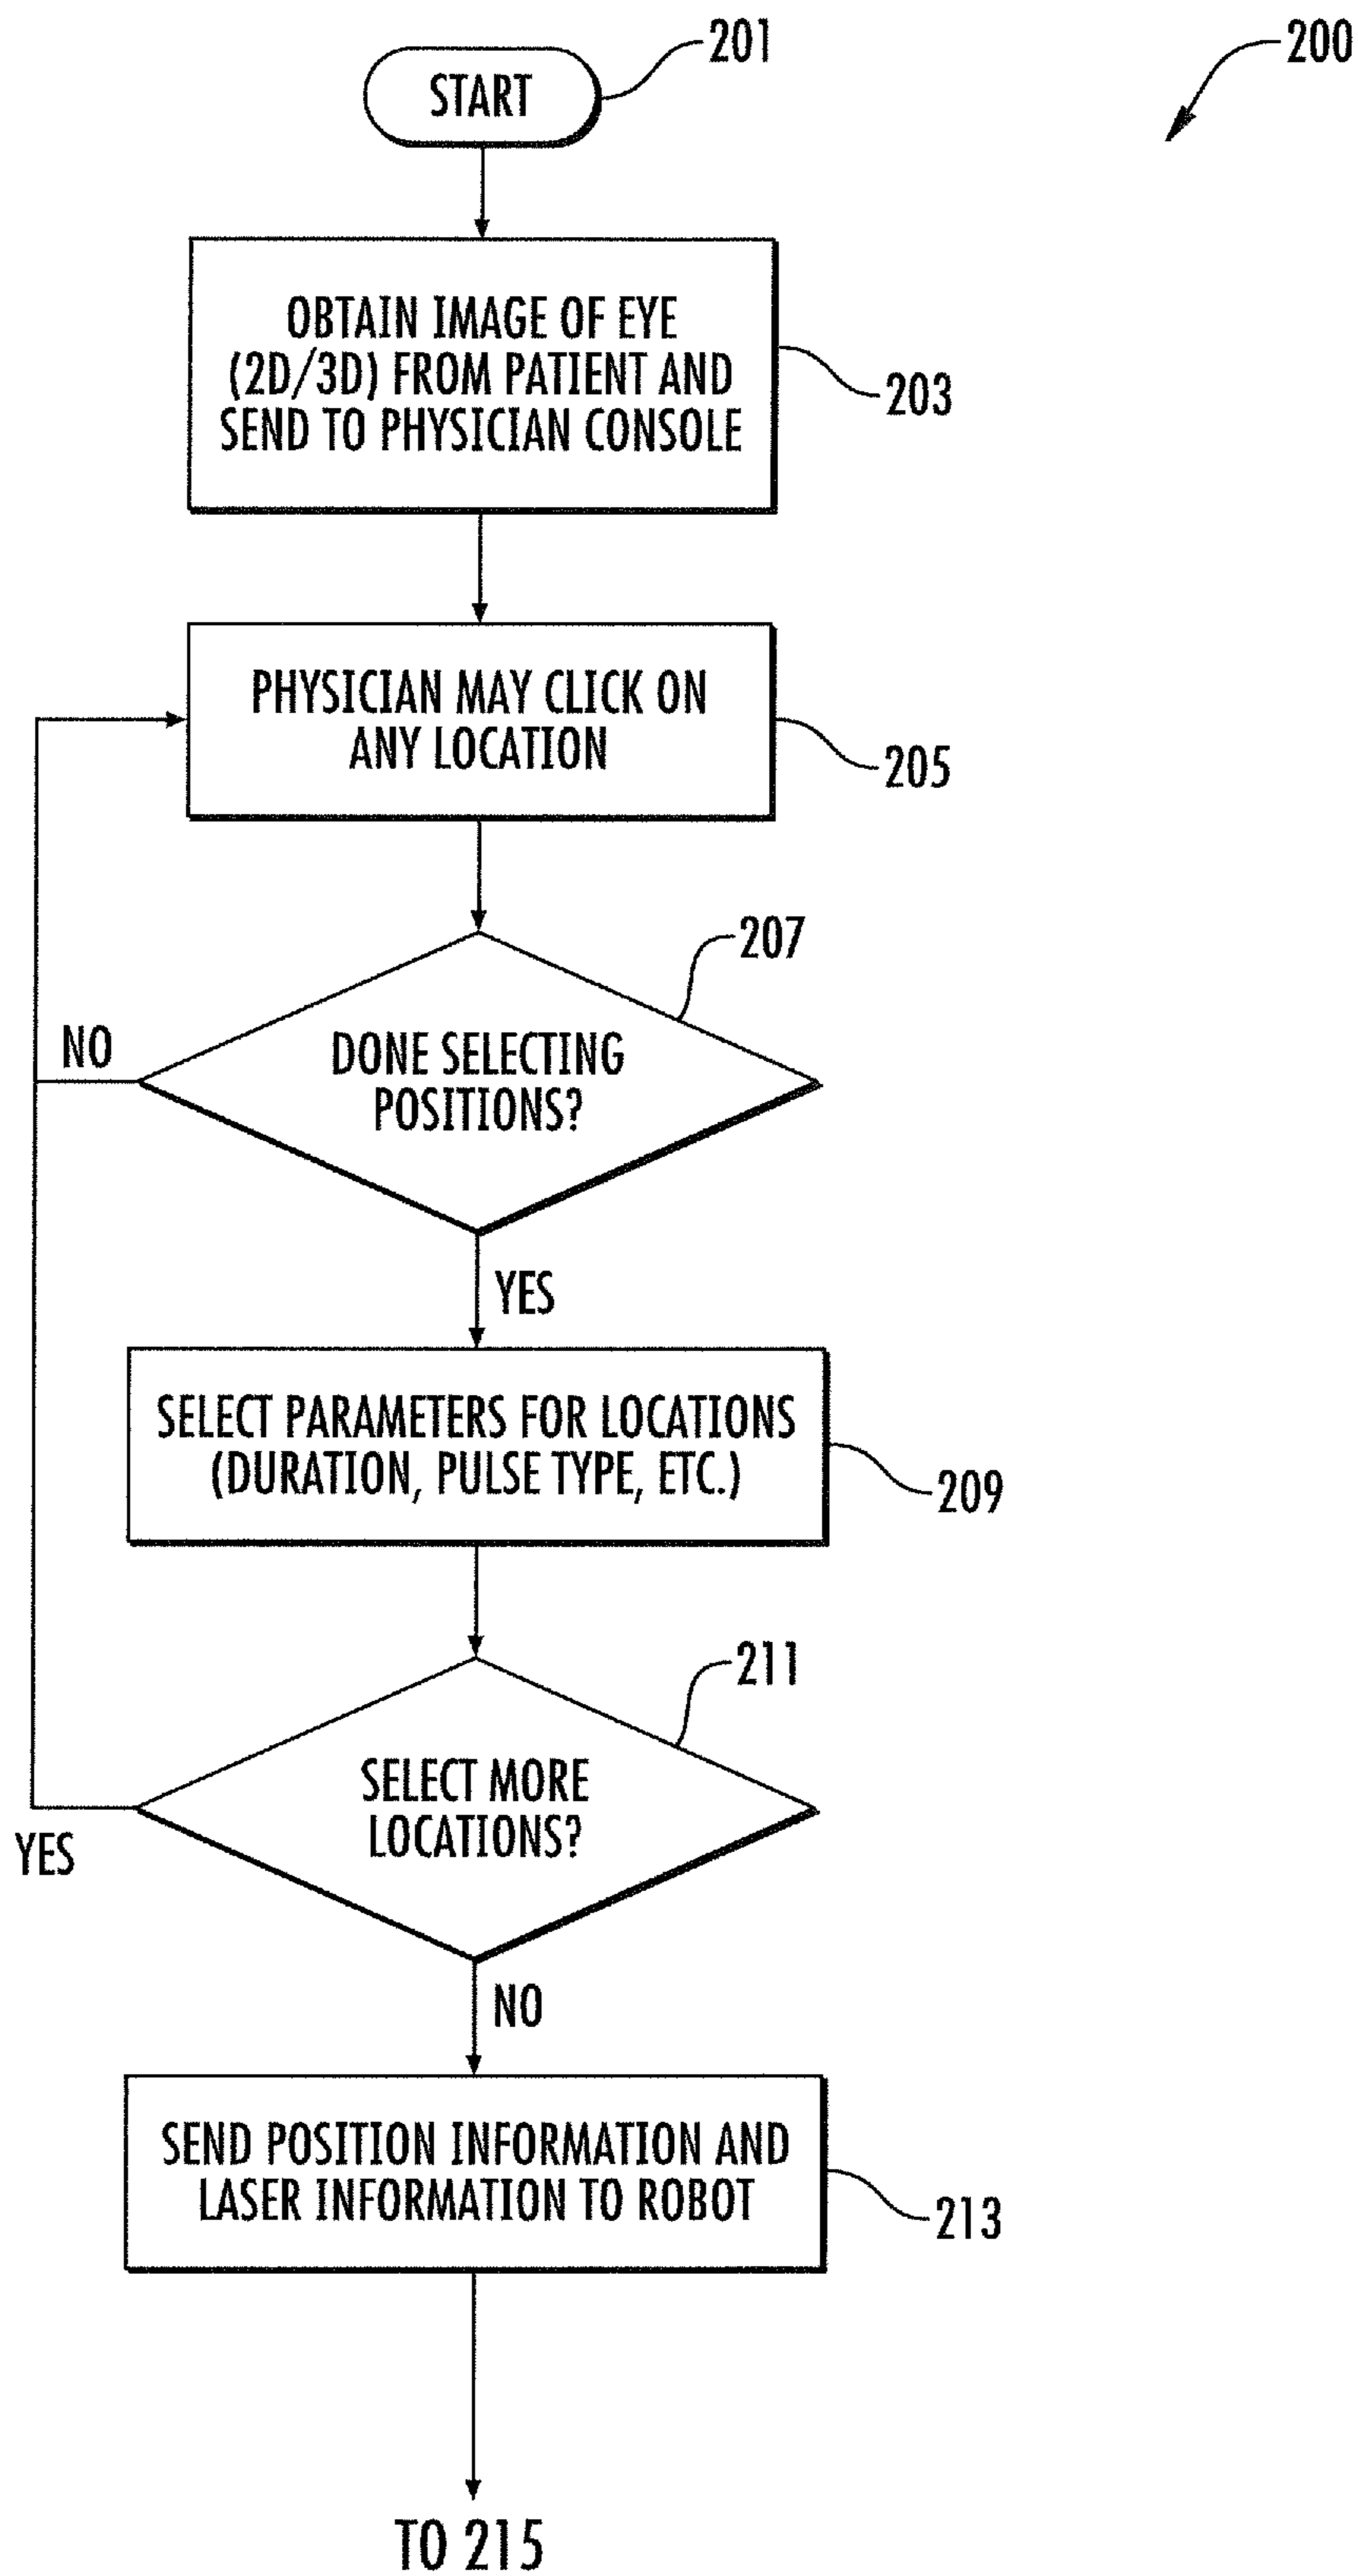 201
200
START
OBTAIN IMAGE OF EYE
(2D/3D) FROM PATIENT AND
SEND TO PHYSICIAN CONSOLE
203
PHYSICIAN MAY CLICK ON
ANY LOCATION
205
207
NO
DONE SELECTING
POSITIONS?
YES
SELECT PARAMETERS FOR LOCATIONS
(DURATION, PULSE TYPE, ETC.)
209
211
SELECT MORE
LOCATIONS?
YES
NO
SEND POSITION INFORMATION AND
LASER INFORMATION TO ROBOT
213
TO 215